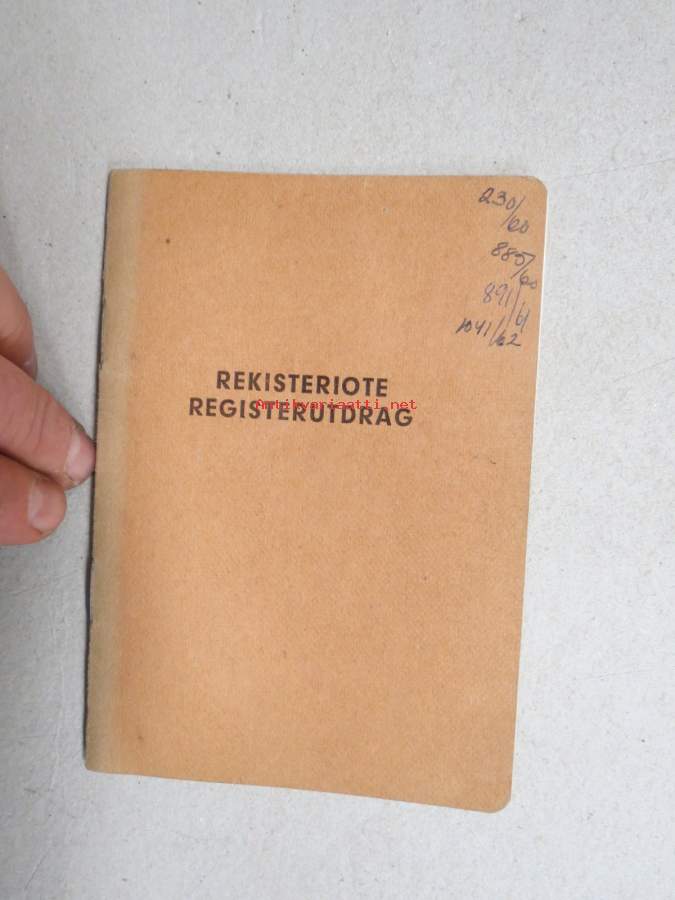 230/60
885/60
891/61
1041/62
REKISTERIOTE
Antikvariaatti.net
REGISTERUTDRAG